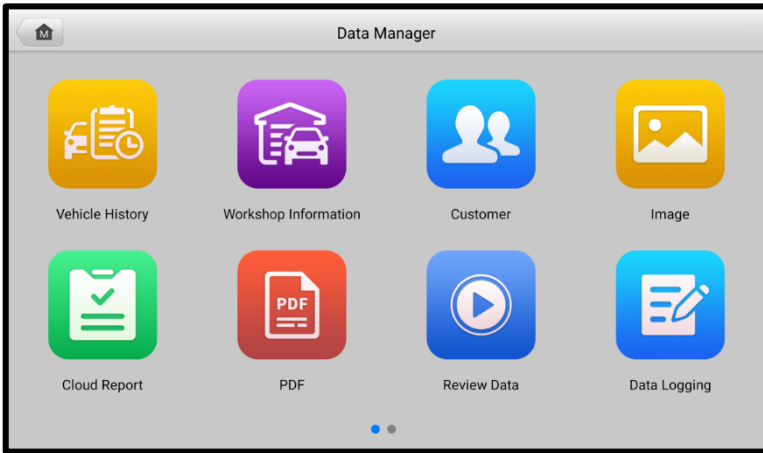 M
Data Manager
Vehicle History
Workshop Information
Customer
Image
Cloud Report
PDF
PDF
Review Data
Data Logging